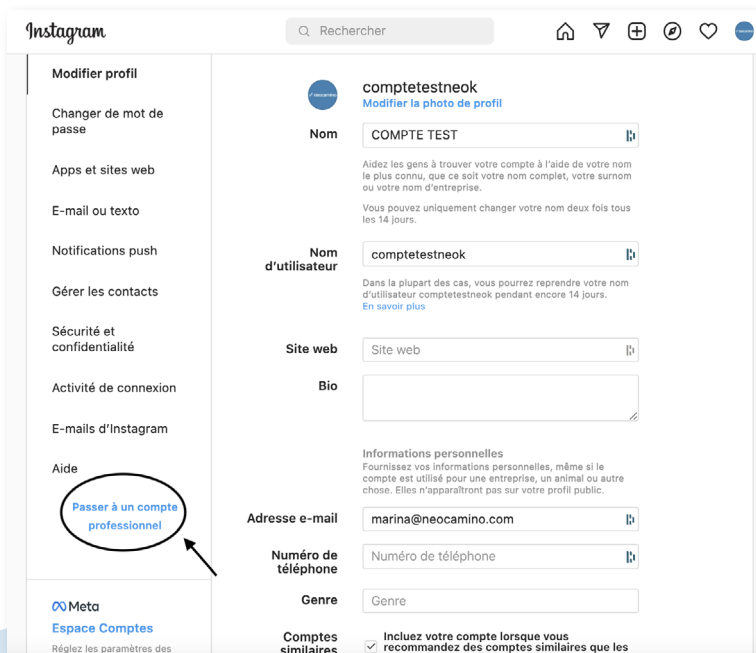 Instagram
Rechercher
Modifier profil
Changer de mot de
passe
Apps et sites web
E-mail ou texto
Notifications push
Gérer les contacts
Sécurité et
confidentialité
Activité de connexion
E-mails d'Instagram
Aide
Passer à un compte
professionnel
Meta
Espace Comptes
Réglez les paramètres des
comptetestneok
Modifier la photo de profil
Nom
COMPTE TEST
Aidez les gens à trouver votre compte à l'aide de votre nom
le plus connu, que ce soit votre nom complet, votre surnom
ou votre nom d'entreprise.
Vous pouvez uniquement changer votre nom deux fois tous
les 14 jours.
Nom
d'utilisateur
comptetestneok
Dans la plupart des cas, vous pourrez reprendre votre nom
d'utilisateur comptetestneok pendant encore 14 jours.
En savoir plus
Site web
Site web
Bio
Informations personnelles
Fournissez vos informations personnelles, même si le
compte est utilisé pour une entreprise, un animal ou autre
chose. Elles n'apparaîtront pas sur votre profil public.
Adresse e-mail
marina@neocamino.com
Numéro de
téléphone
Numéro de téléphone
Genre
Genre
Comptes
similaires
Incluez votre compte lorsque vous
recommandez des comptes similaires que les